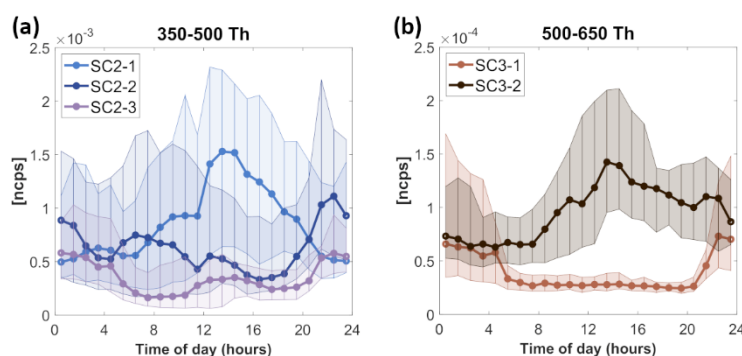 (a)
350-500 Th
×10⁻³
2.5
2
1.5
1
0.5
0
[ncps]
SC2-1
SC2-2
SC2-3
0 4 8 12 16 20 24
Time of day (hours)
(b)
500-650 Th
×10⁻⁴
2.5
2
1.5
1
0.5
0
[ncps]
SC3-1
SC3-2
0 4 8 12 16 20 24
Time of day (hours)